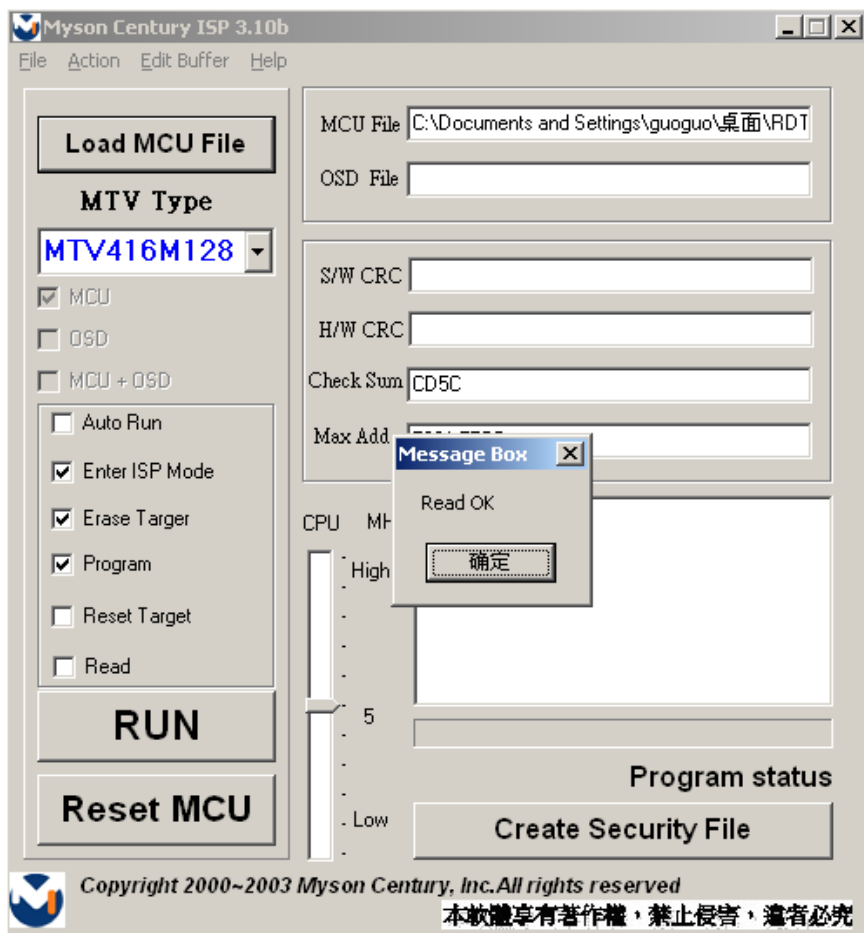 Myson Century ISP 3.10b
File Action Edit Buffer Help
Load MCU File
MTV Type
MTV416M128
MCU
OSD
MCU + OSD
Auto Run
Enter ISP Mode
Erase Targer
Program
Reset Target
Read
RUN
Reset MCU
MCU File C:\Documents and Settings\guoguo\桌面\RDT
OSD File
S/W CRC
H/W CRC
Check Sum CD5C
Max Add
Message Box
Read OK
确定
CPU
High
5
Low
Program status
Create Security File
Copyright 2000~2003 Myson Century, Inc.All rights reserved
本軟體享有著作權,禁止侵害,違者必究